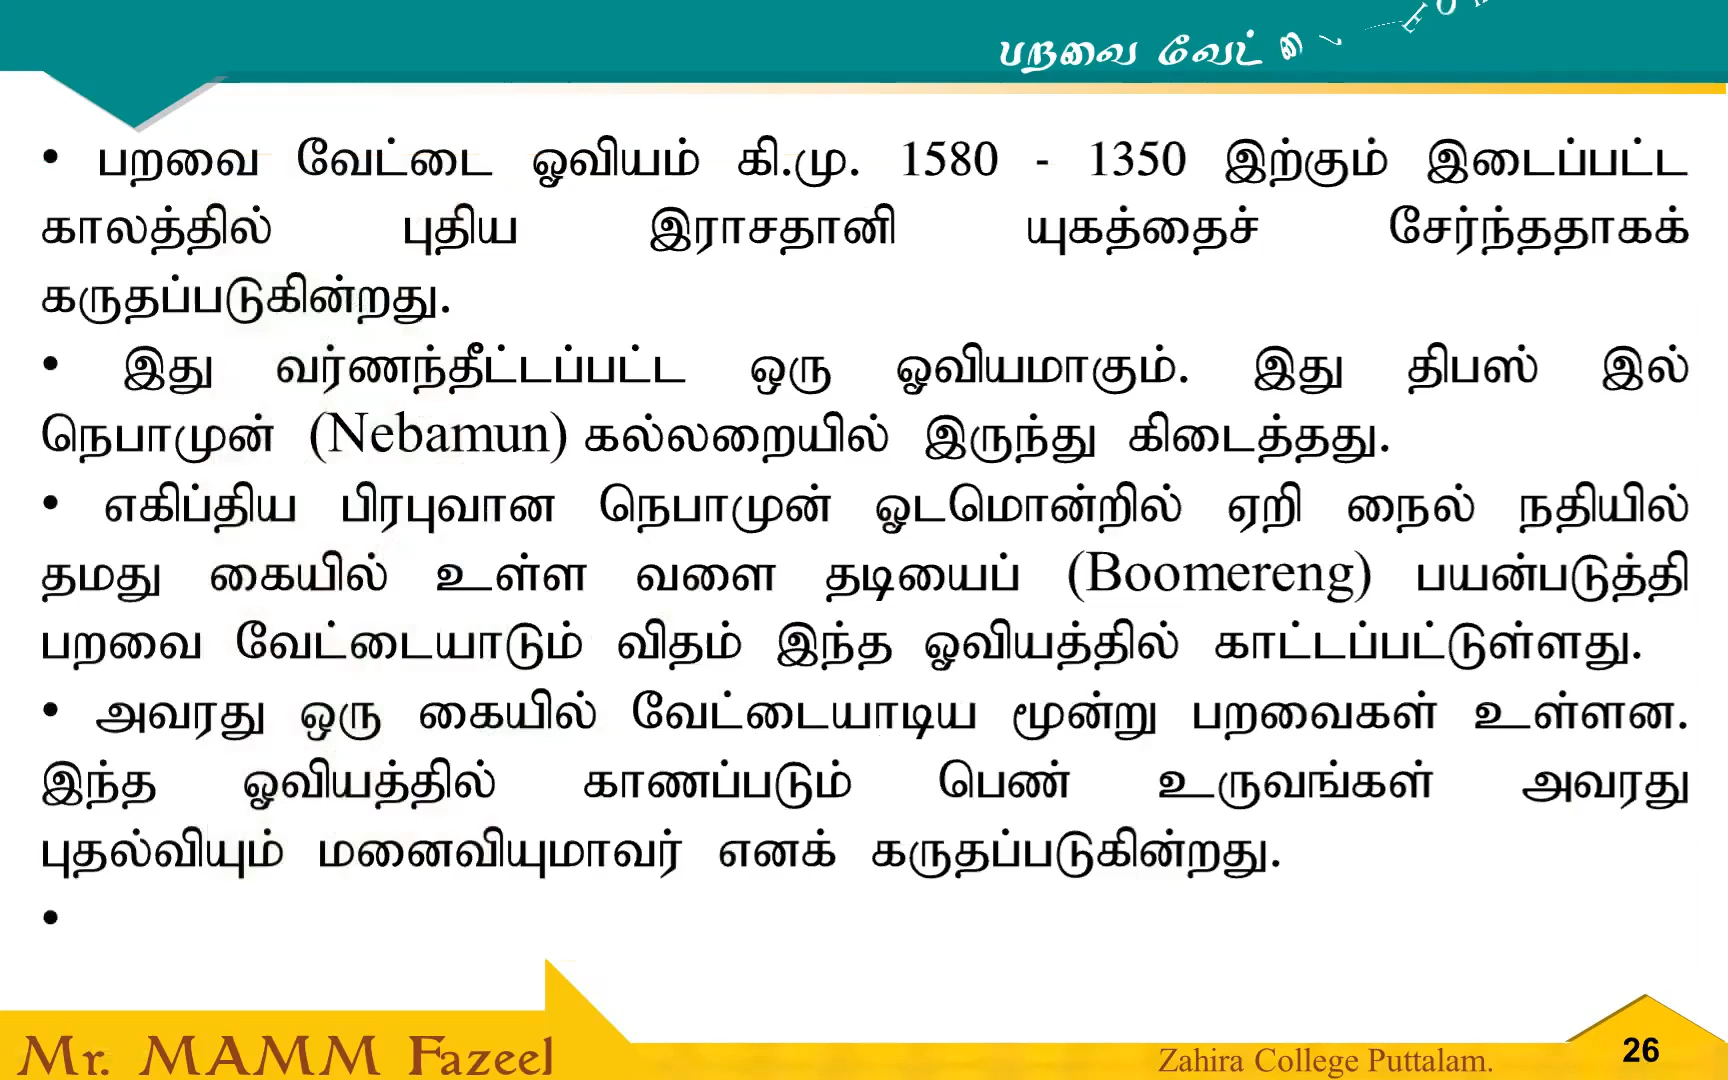 பறவை வேட்
• பறவை வேட்டை ஓவியம் கி.மு. 1580 - 1350 இற்கும் இடைப்பட்ட
காலத்தில் புதிய இராசதானி யுகத்தைச் சேர்ந்ததாகக்
கருதப்படுகின்றது.
• இது வர்ணந்தீட்டப்பட்ட ஒரு ஓவியமாகும். இது திபஸ் இல்
நெபாமுன் (Nebamun) கல்லறையில் இருந்து கிடைத்தது.
• எகிப்திய பிரபுவான நெபாமுன் ஓடமொன்றில் ஏறி நைல் நதியில்
தமது கையில் உள்ள வளை தடியைப் (Boomereng) பயன்படுத்தி
பறவை வேட்டையாடும் விதம் இந்த ஓவியத்தில் காட்டப்பட்டுள்ளது.
• அவரது ஒரு கையில் வேட்டையாடிய மூன்று பறவைகள் உள்ளன.
இந்த ஓவியத்தில் காணப்படும் பெண் உருவங்கள் அவரது
புதல்வியும் மனைவியுமாவர் எனக் கருதப்படுகின்றது.
•
Mr. MAMM Fazeel
Zahira College Puttalam.
26